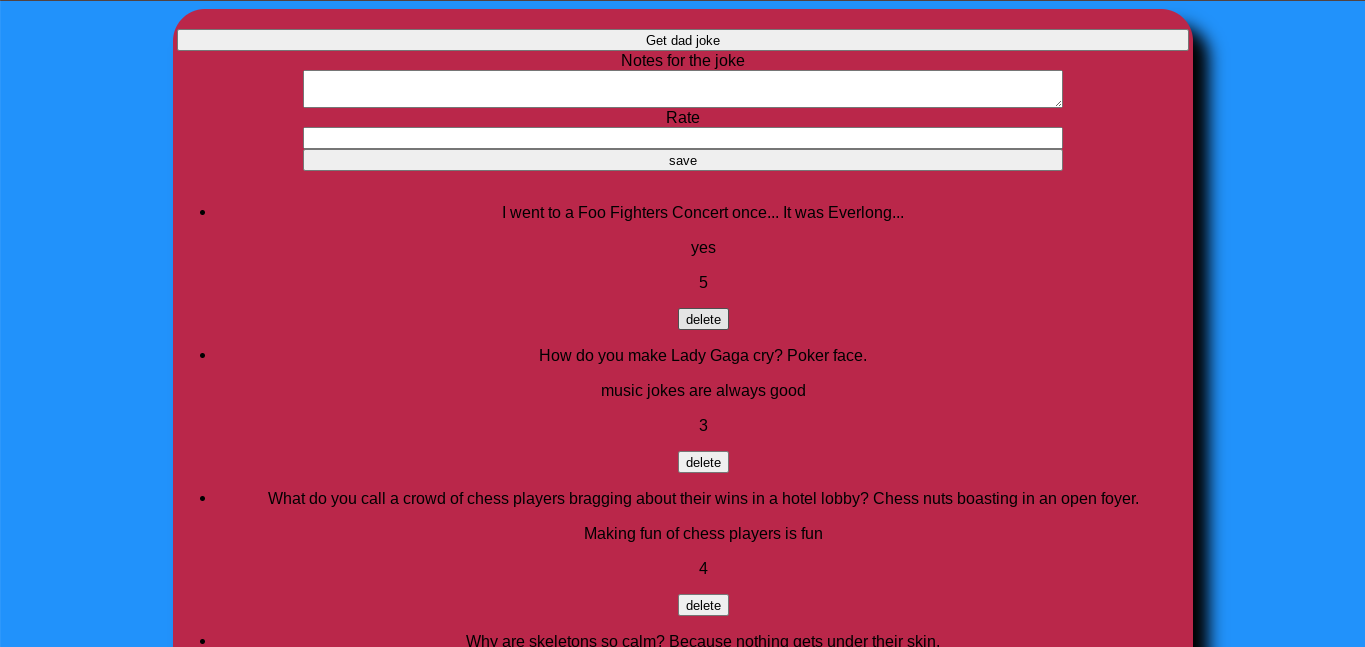 Get dad joke
Notes for the joke
Rate
save
I went to a Foo Fighters Concert once... It was Everlong...
yes
5
delete
How do you make Lady Gaga cry? Poker face.
music jokes are always good
3
delete
What do you call a crowd of chess players bragging about their wins in a hotel lobby? Chess nuts boasting in an open foyer.
Making fun of chess players is fun
4
delete
Why are skeletons so calm? Because nothing gets under their skin.